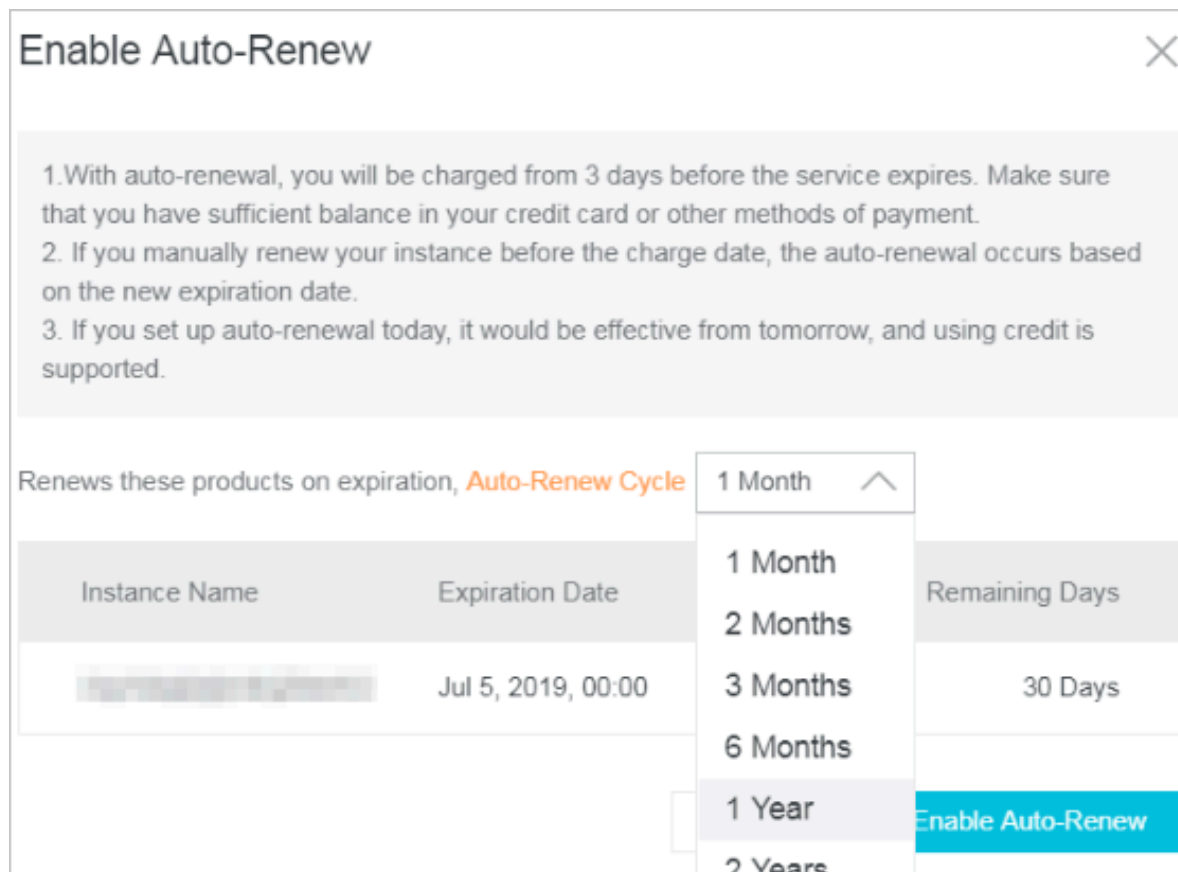 Enable Auto-Renew
1.With auto-renewal, you will be charged from 3 days before the service expires. Make sure
that you have sufficient balance in your credit card or other methods of payment.
2. If you manually renew your instance before the charge date, the auto-renewal occurs based
on the new expiration date.
3. If you set up auto-renewal today, it would be effective from tomorrow, and using credit is
supported.
Renews these products on expiration, Auto-Renew Cycle 1 Month
1 Month
2 Months
3 Months
6 Months
1 Year
2 Years
Instance Name Expiration Date Remaining Days
Jul 5, 2019, 00:00 30 Days
Enable Auto-Renew